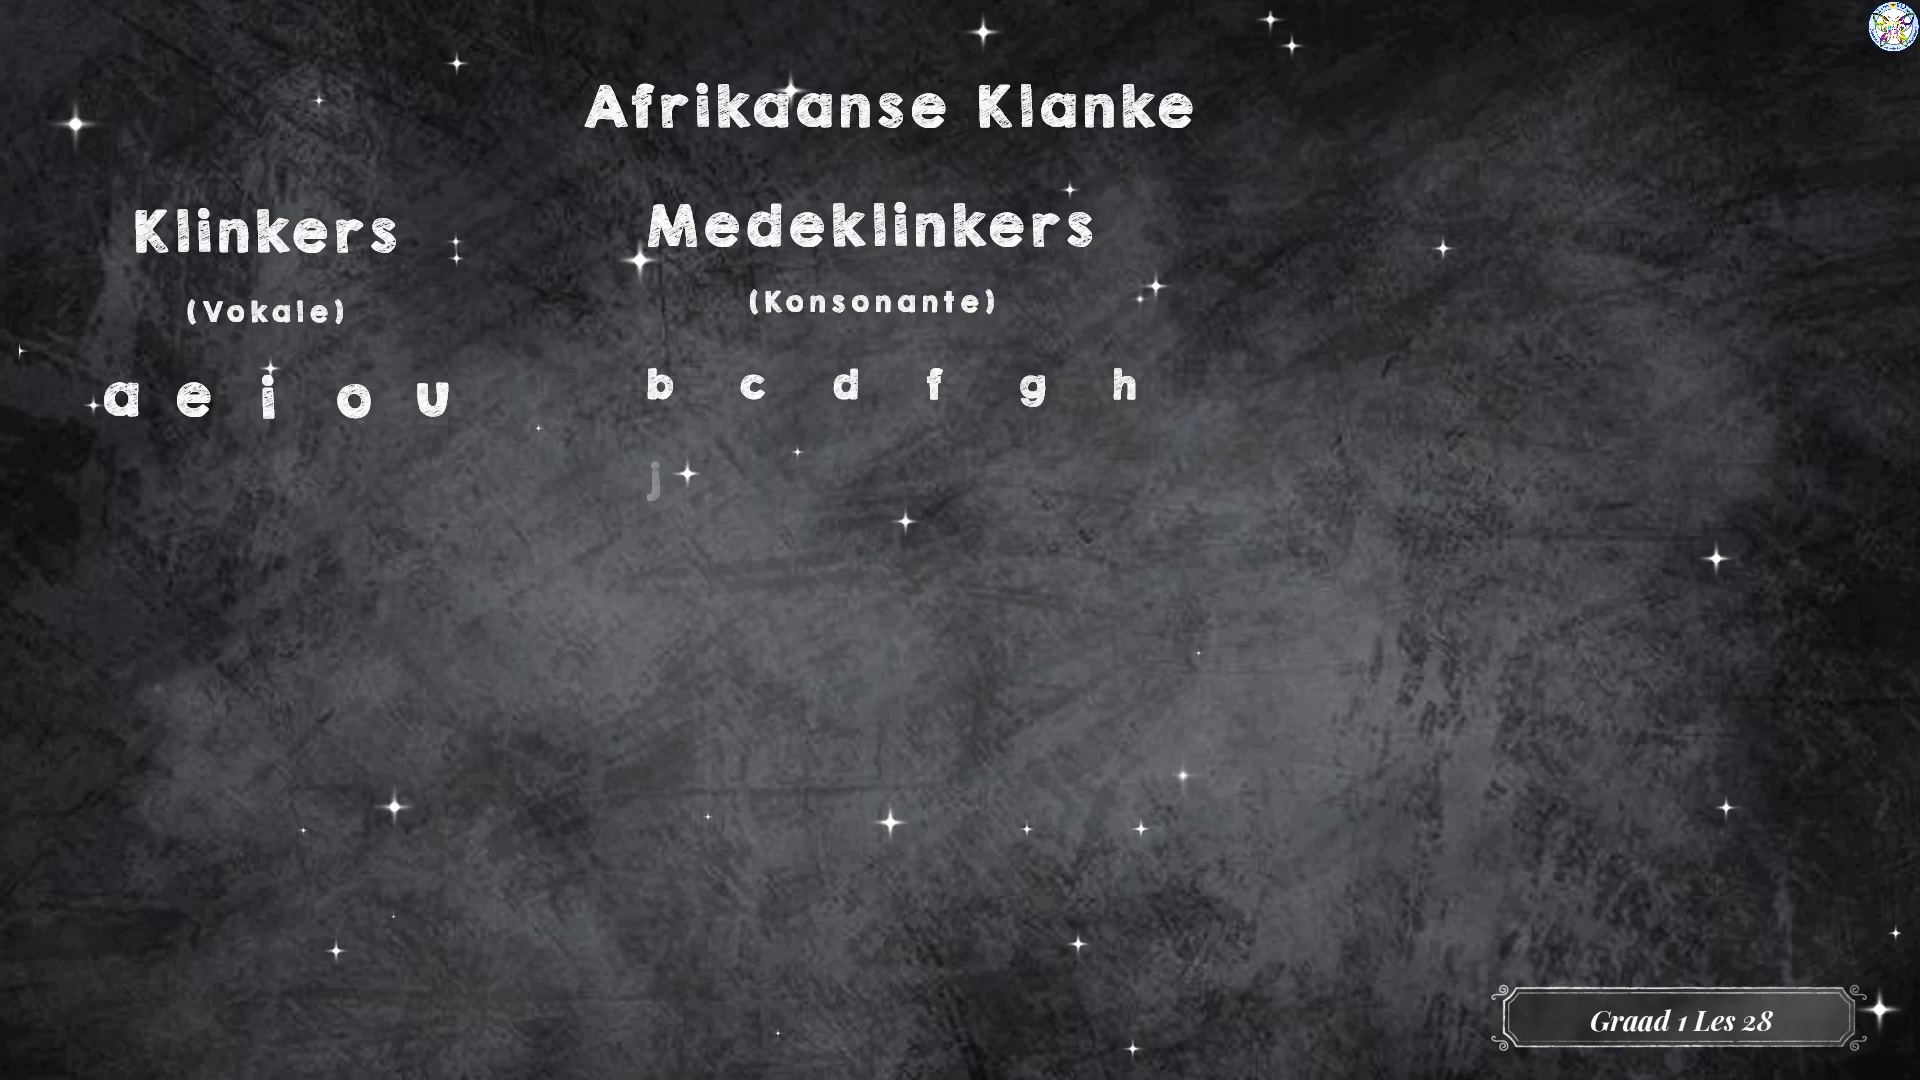 Afrikaanse Klanke
Klinkers
(Vokale)
a e i o u
Medeklinkers
(Konsonante)
b c d f g h
j
Graad 1 Les 28